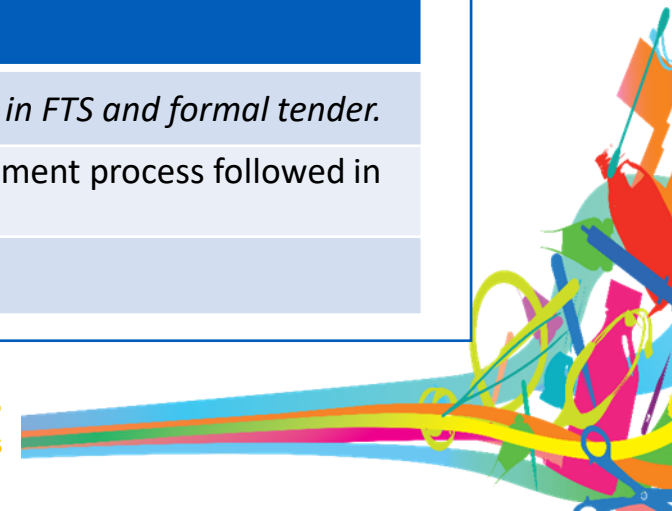 in FTS and formal tender.
ment process followed in